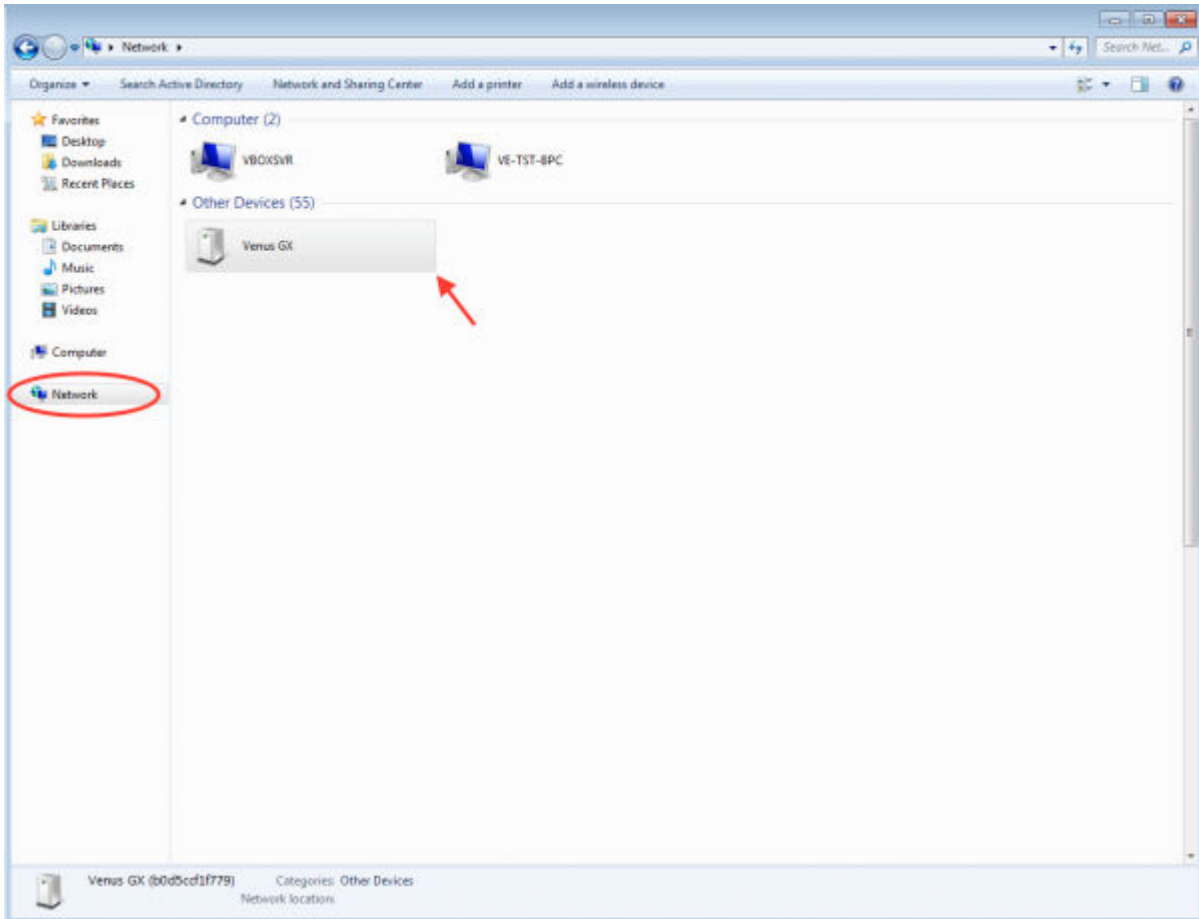 Network
Search Net...
Organize Search Active Directory Network and Sharing Center Add a printer Add a wireless device
Favorites
Desktop
Downloads
Recent Places
Libraries
Documents
Music
Pictures
Videos
Computer
Network
Computer (2)
VBOXSVR VE-TST-8PC
Other Devices (55)
Venus GX
Venus GX (b0d5ccf1f779) Categories: Other Devices
Network location: